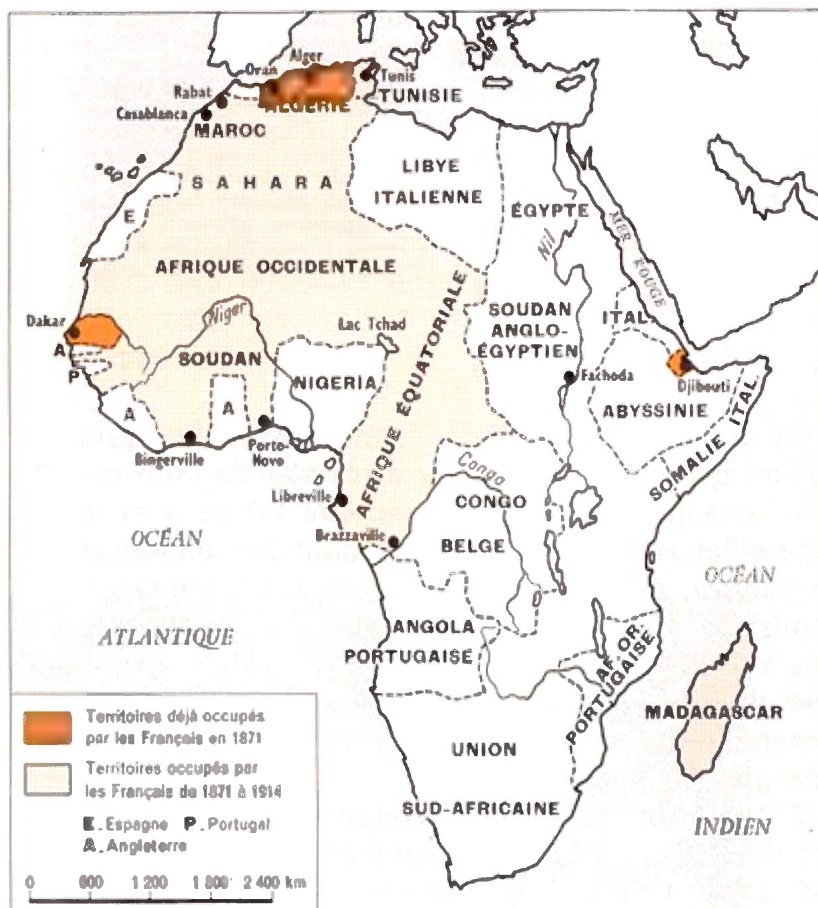 Alger
Oran
Tunis
TUNISIE
Rabat
ALGÉRIE
Casablanca
MAROC
SAHARA
LIBYE
ITALIENNE
ÉGYPTE
E
Nil
MER ROUGE
AFRIQUE OCCIDENTALE
Dakar
Niger
Lac Tchad
SOUDAN
ANGLO-
ÉGYPTIEN
ITAL.
A
P
SOUDAN
NIGERIA
AFRIQUE ÉQUATORIALE
Fachoda
Djibouti
ABYSSINIE
A
A
SOMALIE ITAL.
Bingerville
Porto-
Novo
Libreville
Congo
CONGO
BELGE
Brazzaville
OCÉAN
ATLANTIQUE
OCÉAN
INDIEN
ANGOLA
PORTUGAISE
AF. OR.
PORTUGAISE
MADAGASCAR
UNION
SUD-AFRICAINE
Territoires déjà occupés
par les Français en 1871
Territoires occupés par
les Français de 1871 à 1914
E. Espagne P. Portugal
A. Angleterre
0 600 1 200 1 800 2 400 km